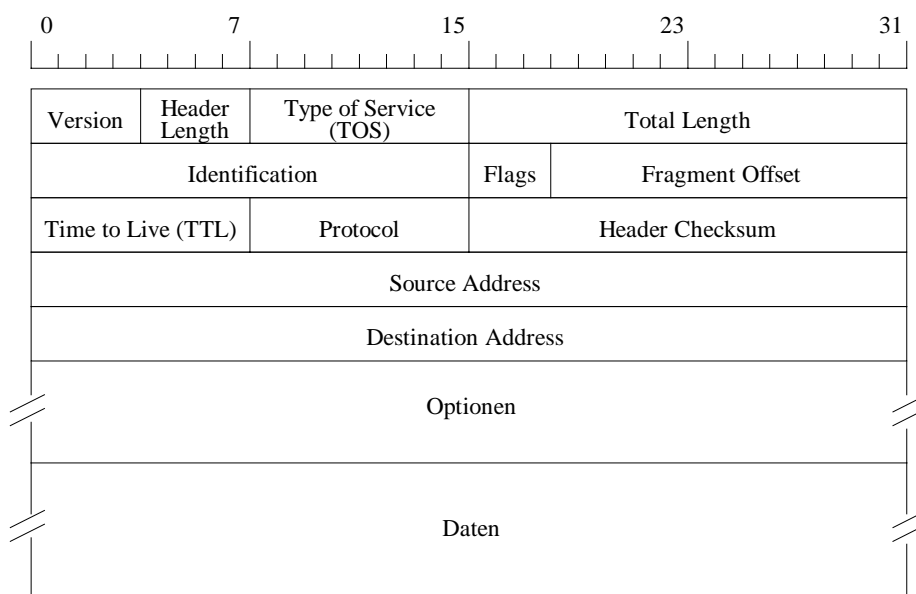 0 7 15 23 31
Version Header Length Type of Service (TOS) Total Length
Identification Flags Fragment Offset
Time to Live (TTL) Protocol Header Checksum
Source Address
Destination Address
Optionen
Daten